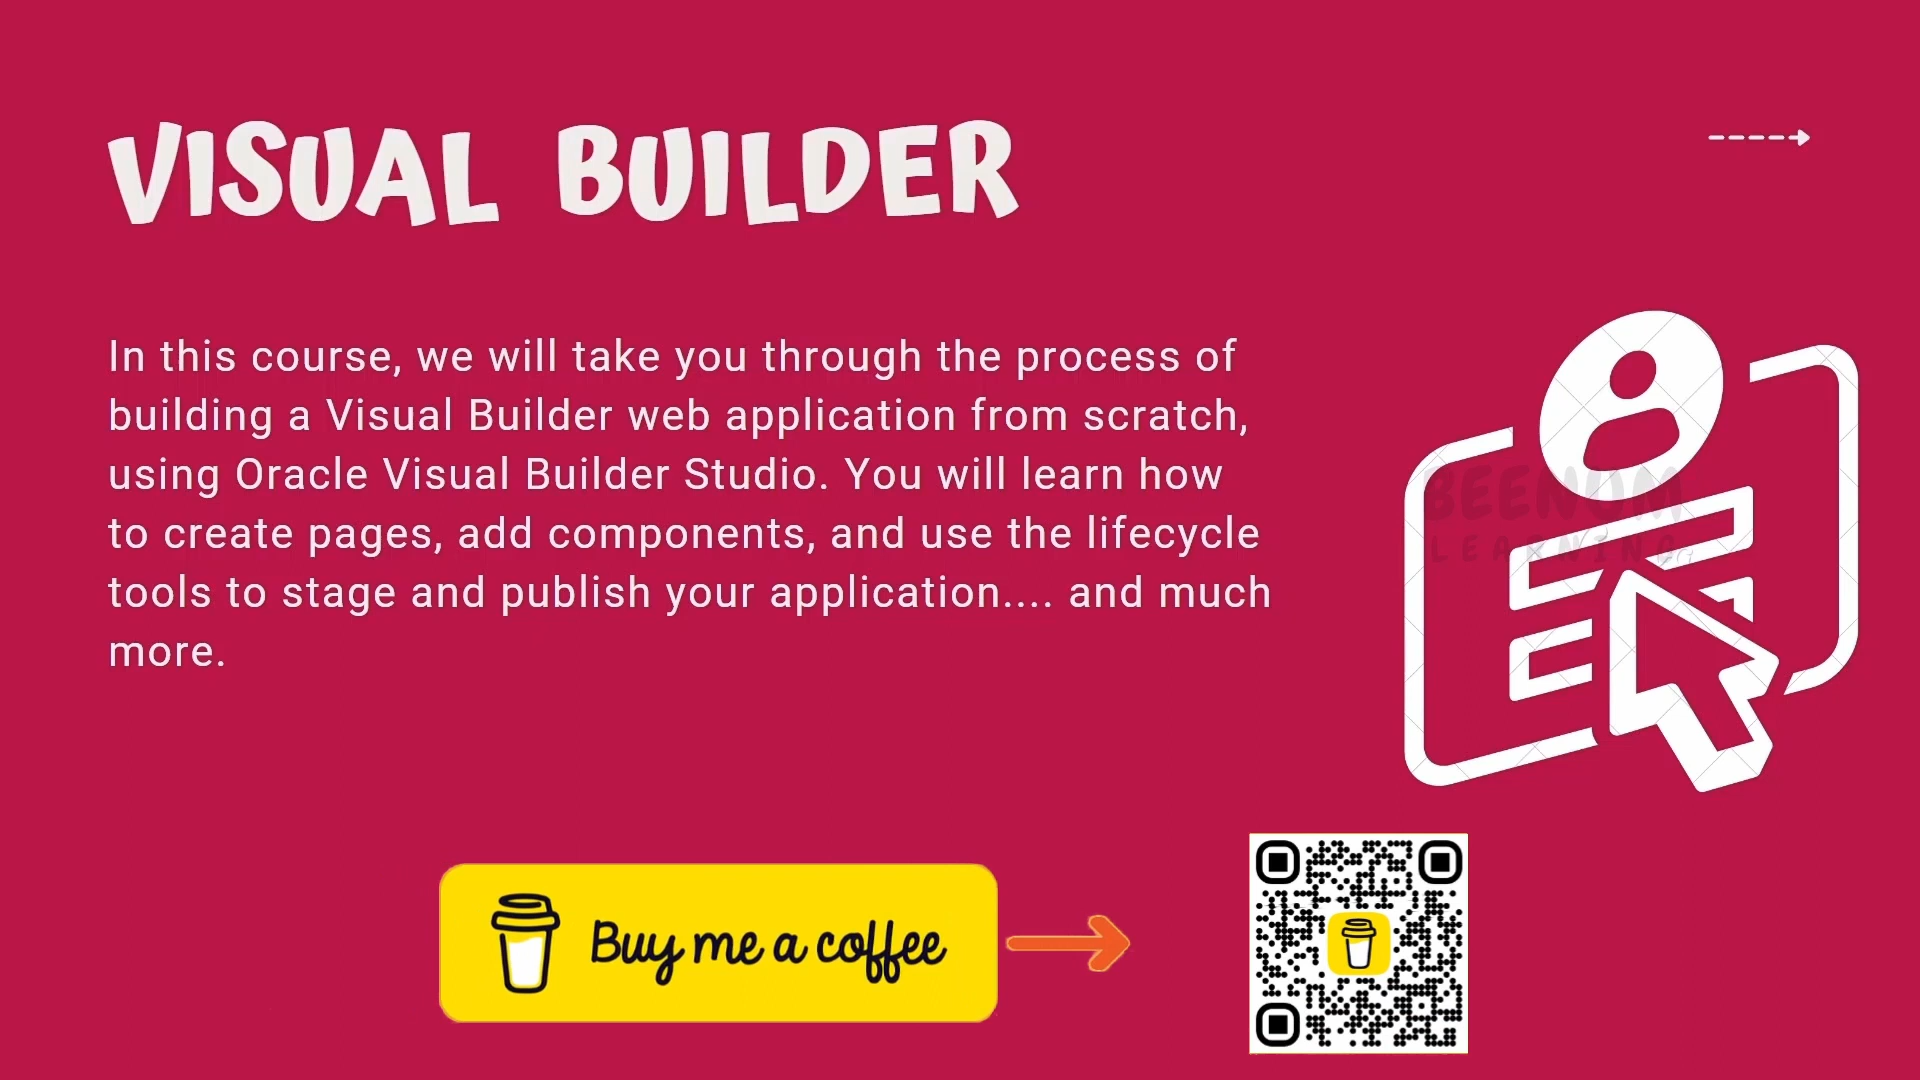 VISUAL BUILDER
In this course, we will take you through the process of
building a Visual Builder web application from scratch,
using Oracle Visual Builder Studio. You will learn how
to create pages, add components, and use the lifecycle
tools to stage and publish your application.... and much
more.
BEENUM
LEARNING
Buy me a coffee